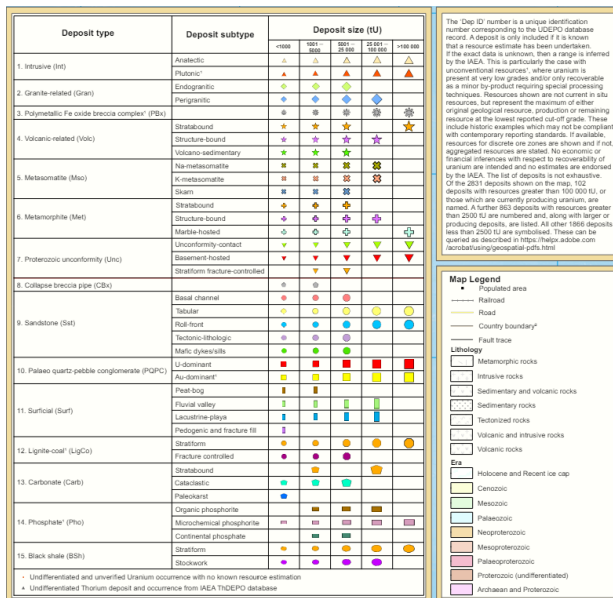 Deposit type
Deposit subtype
Deposit size (tU)
<1000
1001 – 5000
5001 – 25 000
25 001 – 100 000
>100 000
1. Intrusive (Int)
Anatectic
Plutonic¹
2. Granite-related (Gran)
Endogranitic
Perigranitic
3. Polymetallic Fe oxide breccia complex¹ (PBx)
4. Volcanic-related (Volc)
Stratabound
Structure-bound
Volcano-sedimentary
5. Metasomatite (Mso)
Na-metasomatite
K-metasomatite
Skarn
6. Metamorphite (Met)
Stratabound
Structure-bound
Marble-hosted
7. Proterozoic unconformity (Unc)
Unconformity-contact
Basement-hosted
Stratiform fracture-controlled
8. Collapse breccia pipe (CBx)
9. Sandstone (Sst)
Basal channel
Tabular
Roll-front
Tectonic-lithologic
Mafic dykes/sills
10. Palaeo quartz-pebble conglomerate (PQPC)
U-dominant
Au-dominant¹
11. Surficial (Surf)
Peat-bog
Fluvial valley
Lacustrine-playa
Pedogenic and fracture fill
12. Lignite-coal¹ (LigCo)
Stratiform
Fracture controlled
13. Carbonate (Carb)
Stratabound
Cataclastic
Paleokarst
14. Phosphate¹ (Pho)
Organic phosphorite
Microchemical phosphorite
Continental phosphate
15. Black shale (BSh)
Stratiform
Stockwork
Undifferentiated and unverified Uranium occurrence with no known resource estimation
Undifferentiated Thorium deposit and occurrence from IAEA ThDEPO database
The 'Dep ID' number is a unique identification
number corresponding to the UDEPO database
record. A deposit is only included if it is known
that a resource estimate has been undertaken.
If the exact data is unknown, then a range is inferred
by the IAEA. This is particularly the case with
unconventional resources¹, where uranium is
present at very low grades and/or only recoverable
as a minor by-product requiring special processing
techniques. Resources shown are not current in situ
resources, but represent the maximum of either
original geological resource, production or remaining
resource at the lowest reported cut-off grade. These
include historic examples which may not be compliant
with contemporary reporting standards. If available,
resources for discrete ore zones are shown and if not,
aggregated resources are stated. No economic or
financial inferences with respect to recoverability of
uranium are intended and no estimates are endorsed
by the IAEA. The list of deposits is not exhaustive.
Of the 2831 deposits shown on the map, 102
deposits with resources greater than 100 000 tU, or
those which are currently producing uranium, are
named. A further 863 deposits with resources greater
than 2500 tU are numbered and, along with larger or
producing deposits, are listed. All other 1866 deposits
less than 2500 tU are symbolised. These can be
queried as described in https://helpx.adobe.com
/acrobat/using/geospatial-pdfs.html
Map Legend
Populated area
Railroad
Road
Country boundary²
Fault trace
Lithology
Metamorphic rocks
Intrusive rocks
Sedimentary and volcanic rocks
Sedimentary rocks
Tectonized rocks
Volcanic and intrusive rocks
Volcanic rocks
Era
Holocene and Recent ice cap
Cenozoic
Mesozoic
Palaeozoic
Neoproterozoic
Mesoproterozoic
Palaeoproterozoic
Proterozoic (undifferentiated)
Archaean and Proterozoic